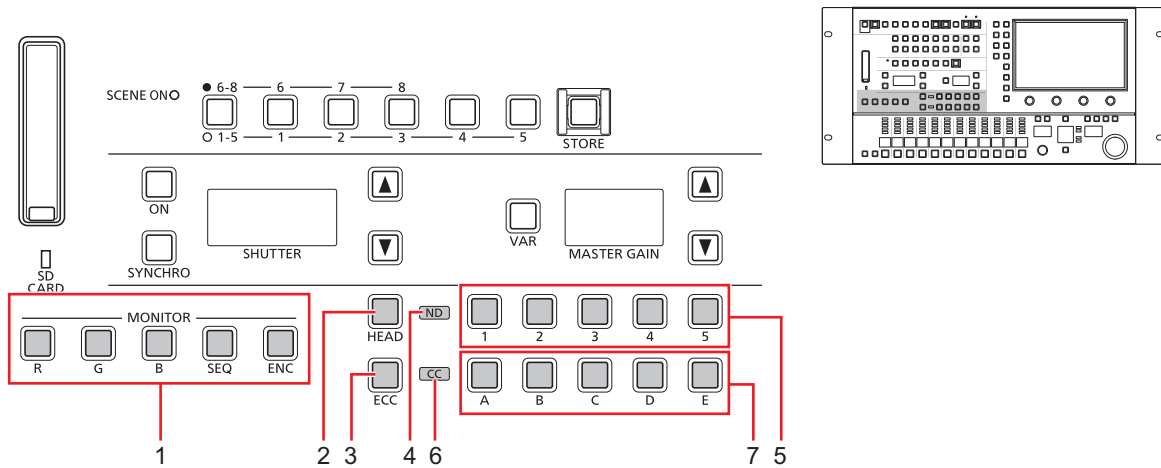 SCENE ON
6-8 6 7 8
1-5 1 2 3 4 5
STORE
ON
SYNCHRO
SHUTTER
VAR
MASTER GAIN
SD
CARD
MONITOR
R G B SEQ ENC
HEAD
ND
1 2 3 4 5
ECC
CC
A B C D E
1 2 3 4 6 7 5